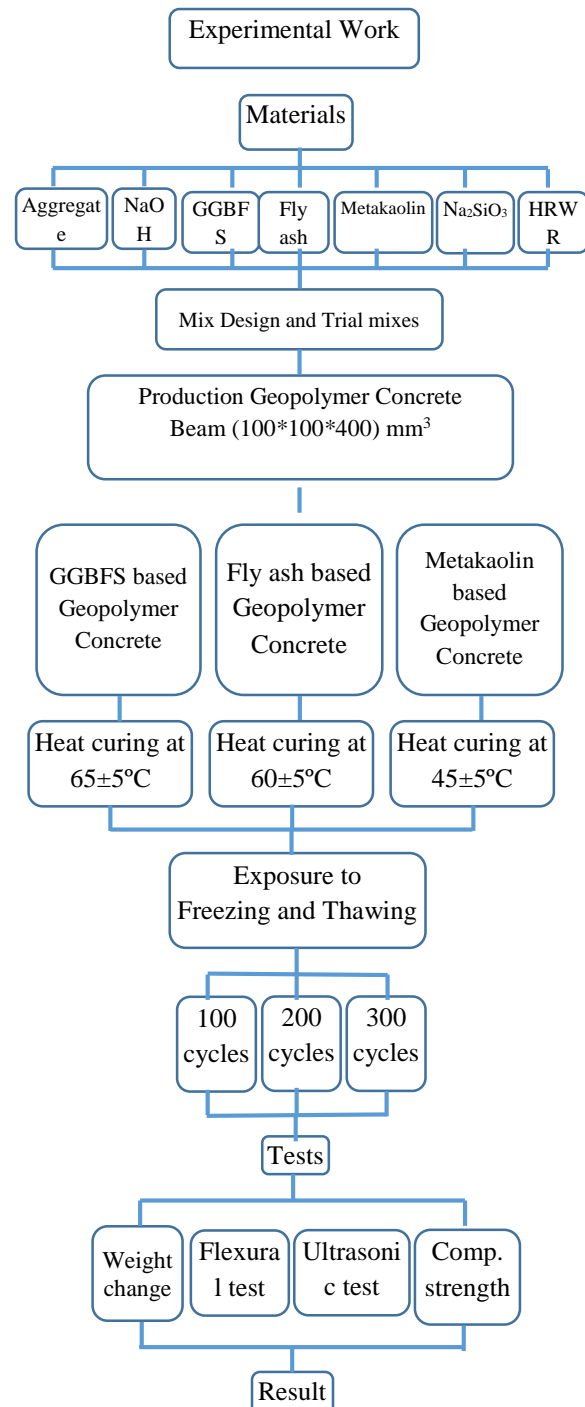 Experimental Work
Materials
Aggregat
e
NaO
H
GGBF
S
Fly
ash
Metakaolin
Na₂SiO₃
HRW
R
Mix Design and Trial mixes
Production Geopolymer Concrete
Beam (100*100*400) mm³
GGBFS based
Geopolymer
Concrete
Fly ash based
Geopolymer
Concrete
Metakaolin
based
Geopolymer
Concrete
Heat curing at
65±5ºC
Heat curing at
60±5ºC
Heat curing at
45±5ºC
Exposure to
Freezing and Thawing
100
cycles
200
cycles
300
cycles
Tests
Weight
change
Flexura
l test
Ultrasoni
c test
Comp.
strength
Result